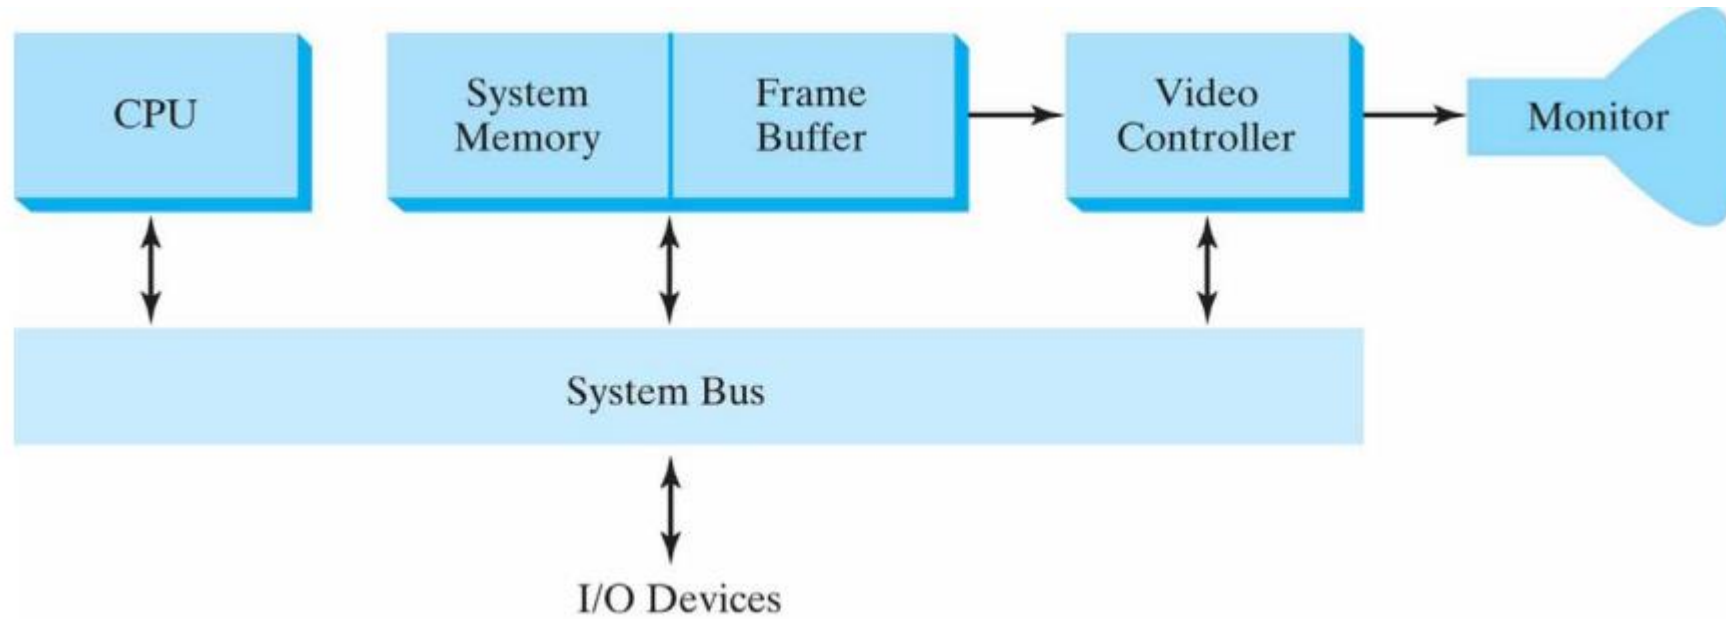 CPU
System
Memory
Frame
Buffer
Video
Controller
Monitor
System Bus
I/O Devices